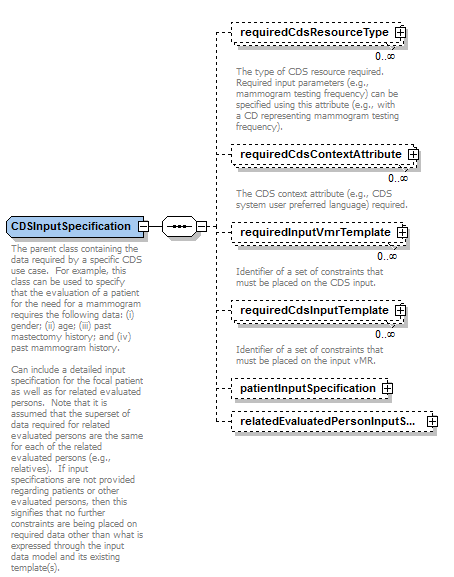 requiredCdsResourceType
0..∞
The type of CDS resource required.
Required input parameters (e.g.,
mammogram testing frequency) can be
specified using this attribute (e.g., with
a CD representing mammogram testing
frequency).
requiredCdsContextAttribute
0..∞
The CDS context attribute (e.g., CDS
system user preferred language) required.
CDSInputSpecification
The parent class containing the
data required by a specific CDS
use case.  For example, this
class can be used to specify
that the evaluation of a patient
for the need for a mammogram
requires the following data: (i)
gender; (ii) age; (iii) past
mastectomy history; and (iv)
past mammogram history.
Can include a detailed input
specification for the focal patient
as well as for related evaluated
persons.  Note that it is
assumed that the superset of
data required for related
evaluated persons are the same
for each of the related
evaluated persons (e.g.,
relatives).  If input
specifications are not provided
regarding patients or other
evaluated persons, then this
signifies that no further
constraints are being placed on
required data other than what is
expressed through the input
data model and its existing
template(s).
requiredInputVmrTemplate
0..∞
Identifier of a set of constraints that
must be placed on the CDS input.
requiredCdsInputTemplate
0..∞
Identifier of a set of constraints that
must be placed on the input vMR.
patientInputSpecification
relatedEvaluatedPersonInputS...